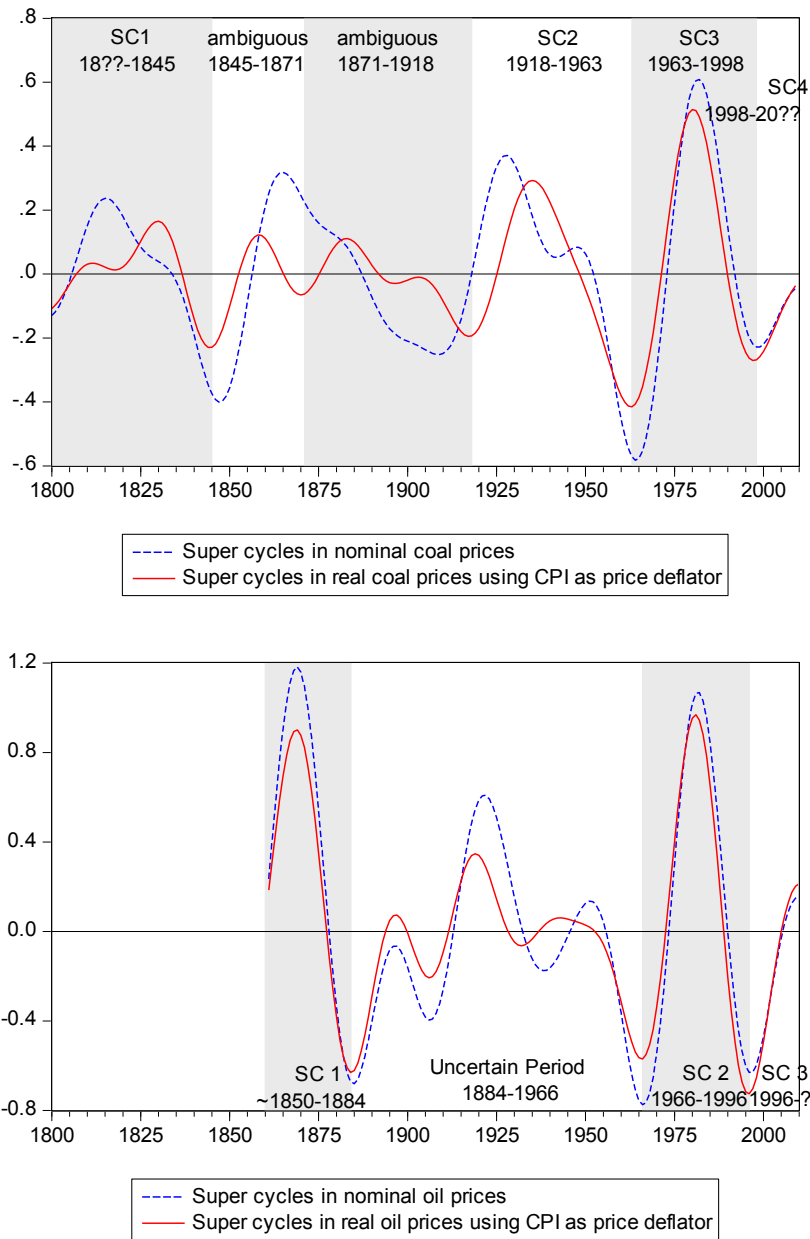 .8
SC1 ambiguous ambiguous SC2 SC3
18??-1845 1845-1871 1871-1918 1918-1963 1963-1998
SC4
1998-20??
.6
.4
.2
.0
-.2
-.4
-.6
1800 1825 1850 1875 1900 1925 1950 1975 2000
Super cycles in nominal coal prices
Super cycles in real coal prices using CPI as price deflator
1.2
0.8
0.4
0.0
-0.4
-0.8
SC 1 Uncertain Period SC 2 SC 3
~1850-1884 1884-1966 1966-1996 1996-?
1800 1825 1850 1875 1900 1925 1950 1975 2000
Super cycles in nominal oil prices
Super cycles in real oil prices using CPI as price deflator